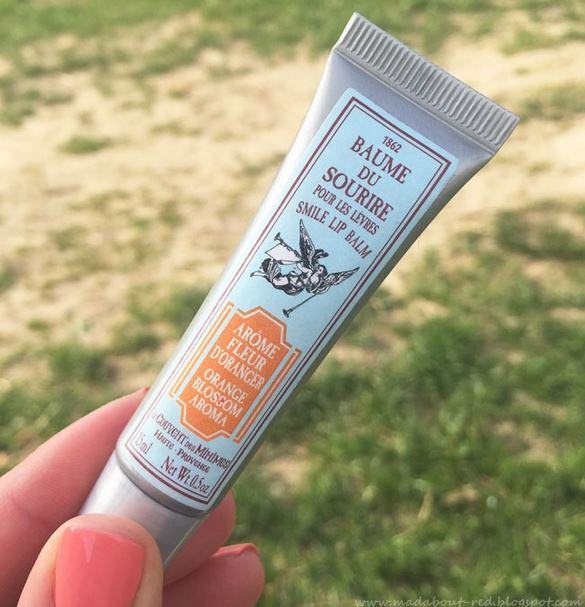 1862
BAUME
DU
SOURIRE
POUR LES LÈVRES
SMILE LIP BALM
ARÔME
FLEUR
D'ORANGER
ORANGE
BLOSSOM
AROMA
LE COUVENT DES MINIMES
HAUTE-PROVENCE
15ml Net Wt. 0.5oz
www.madabout-red.blogspot.com